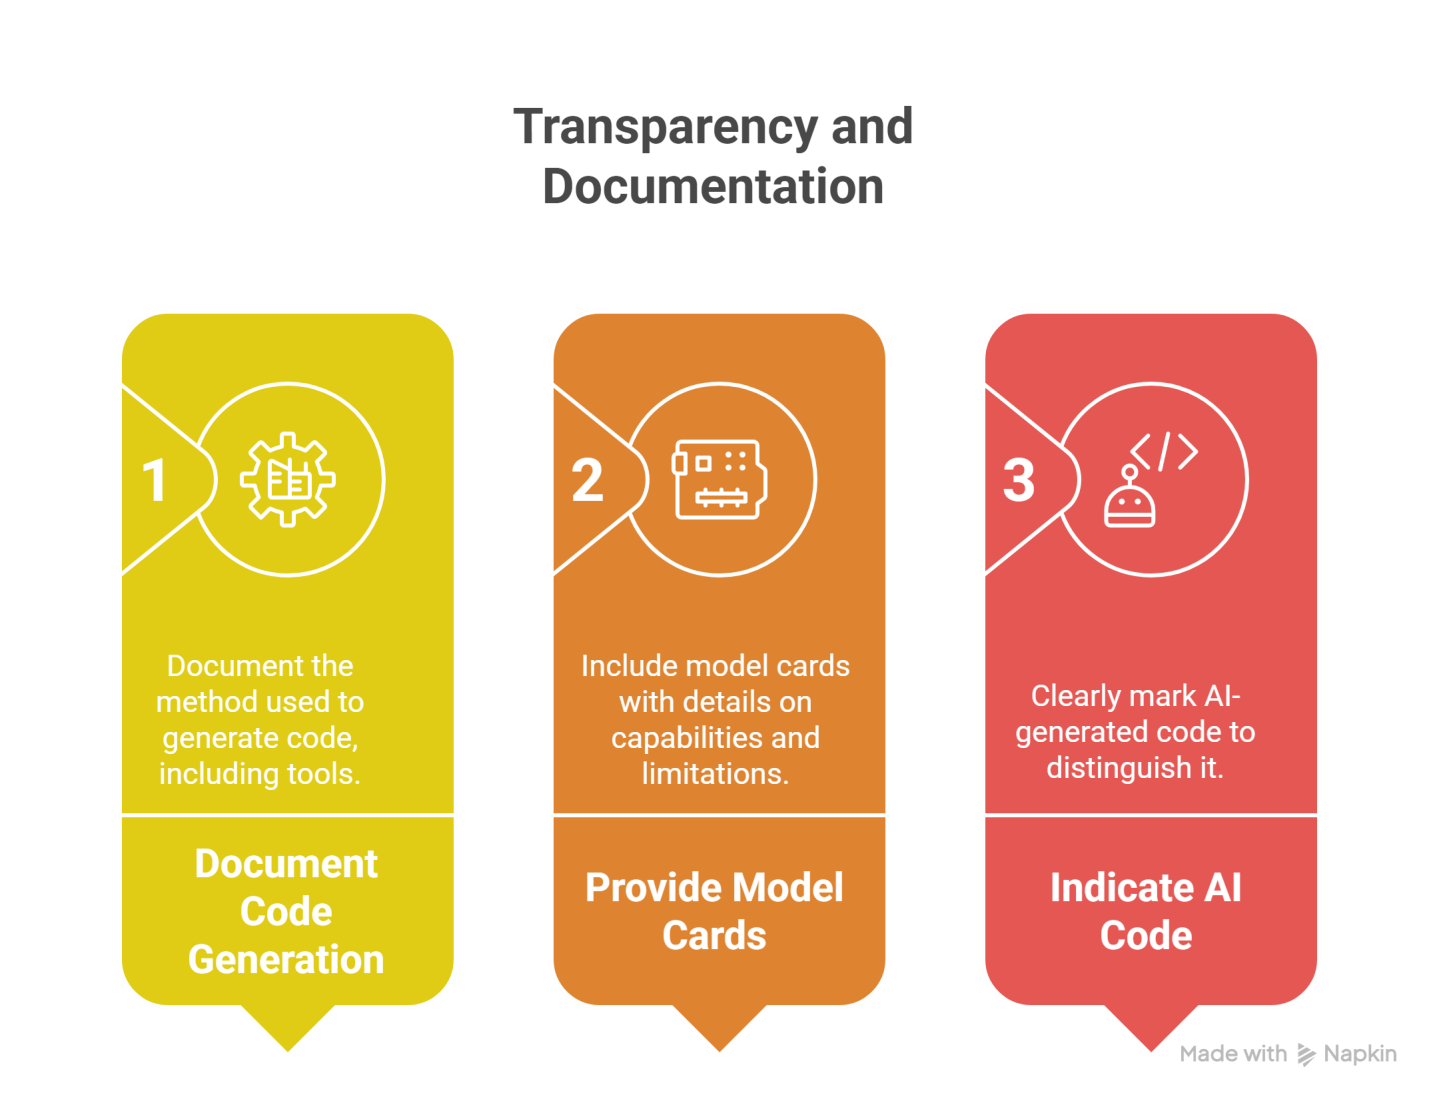 Transparency and
Documentation
1
Document the
method used to
generate code,
including tools.
Document
Code
Generation
2
Include model cards
with details on
capabilities and
limitations.
Provide Model
Cards
3
</>
Clearly mark AI-
generated code to
distinguish it.
Indicate AI
Code
Made with Napkin